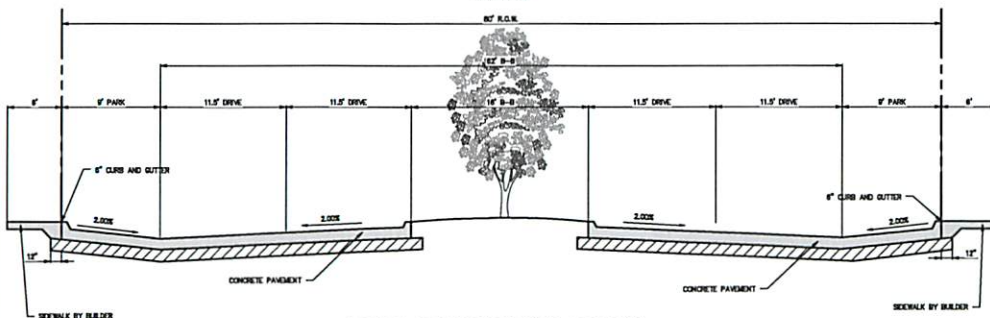 80' R.O.W.
62' B-B
6'
9' PARK
11.5' DRIVE
11.5' DRIVE
16' B-B
11.5' DRIVE
11.5' DRIVE
9' PARK
6'
6" CURB AND GUTTER
6" CURB AND GUTTER
2.00%
2.00%
2.00%
2.00%
12"
CONCRETE PAVEMENT
CONCRETE PAVEMENT
12"
SIDEWALK BY BUILDER
SIDEWALK BY BUILDER